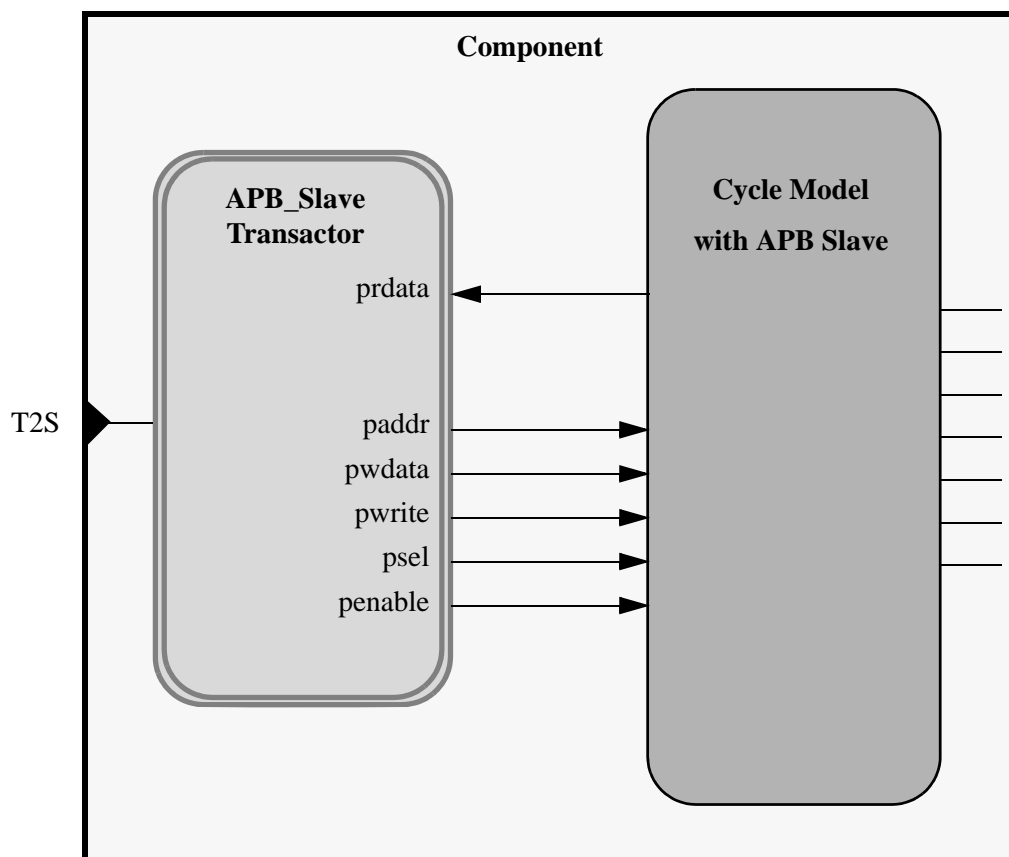 Component
APB_Slave
Transactor
Cycle Model
with APB Slave
prdata
T2S
paddr
pwdata
pwrite
psel
penable